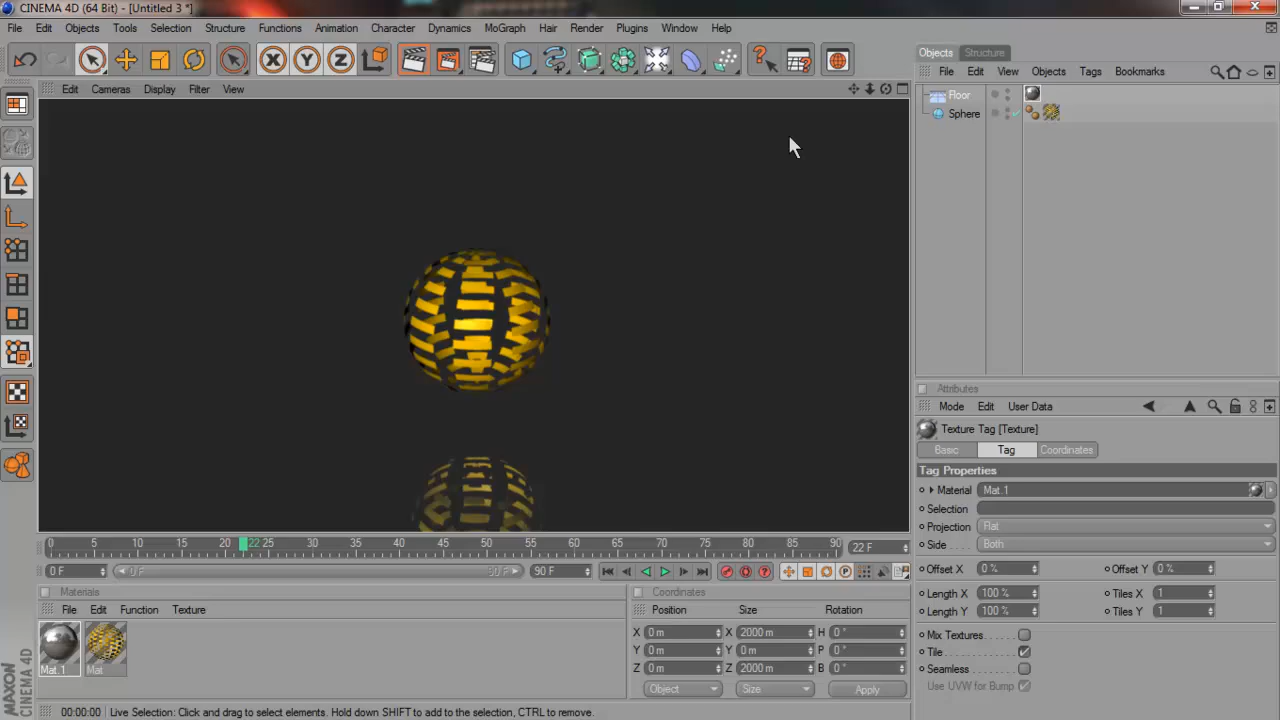 CINEMA 4D (64 Bit) - [Untitled 3 *]
File Edit Objects Tools Selection Structure Functions Animation Character Dynamics MoGraph Hair Render Plugins Window Help
X Y Z
Objects Structure
File Edit View Objects Tags Bookmarks
Edit Cameras Display Filter View
Floor
Sphere
Attributes
Mode Edit User Data
Texture Tag [Texture]
Basic Tag Coordinates
Tag Properties
Material Mat.1
Selection
Projection Flat
Side Both
Offset X 0 % Offset Y 0 %
Length X 100 % Tiles X 1
Length Y 100 % Tiles Y 1
Mix Textures
Tile
Seamless
Use UVW for Bump
0 5 10 15 20 22 25 30 35 40 45 50 55 60 65 70 75 80 85 90 22 F
0 F 0 F 90 F 90 F
Materials
File Edit Function Texture
Mat.1 Mat
Coordinates
Position Size Rotation
X 0 m X 2000 m H 0 °
Y 0 m Y 0 m P 0 °
Z 0 m Z 2000 m B 0 °
Object Size Apply
MAXON
CINEMA 4D
00:00:00 Live Selection: Click and drag to select elements. Hold down SHIFT to add to the selection, CTRL to remove.